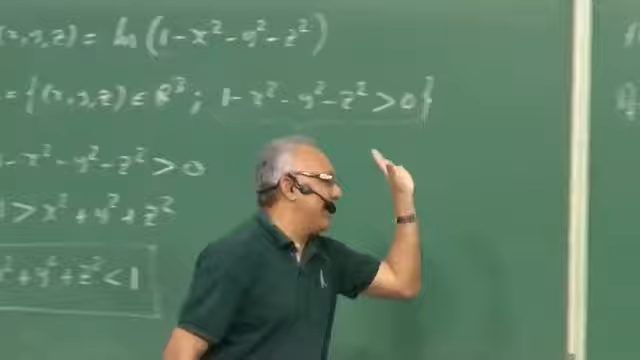 (x,y,z) = ln (1-x²-y²-z²)
= {(x,y,z) ∈ R³ ; 1-x²-y²-z² > 0}
1-x²-y²-z² > 0
1 > x²+y²+z²
x²+y²+z² < 1